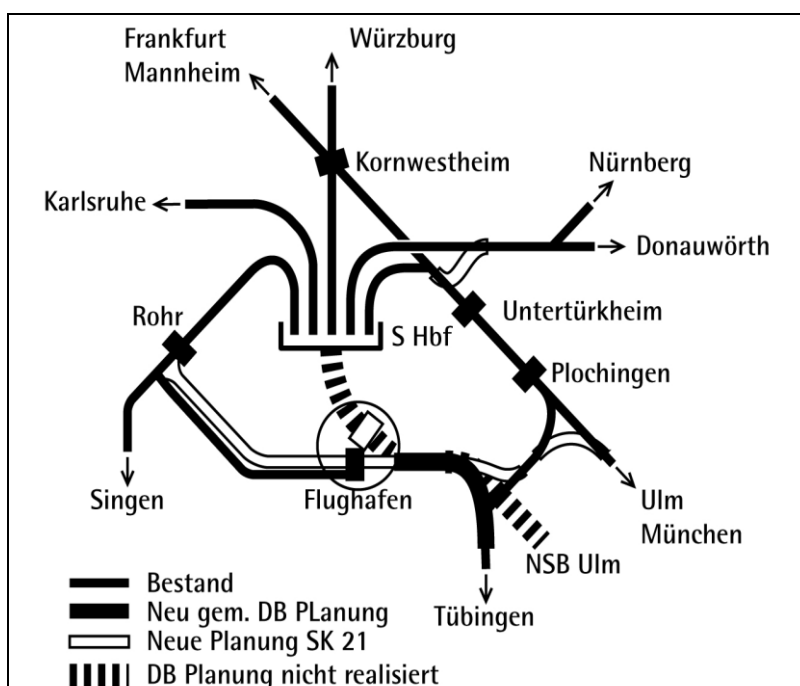 Frankfurt
Mannheim
Würzburg
Kornwestheim
Nürnberg
Karlsruhe
Donauwörth
Rohr
S Hbf
Untertürkheim
Plochingen
Singen
Flughafen
Ulm
München
NSB Ulm
Tübingen
Bestand
Neu gem. DB PLanung
Neue Planung SK 21
DB Planung nicht realisiert